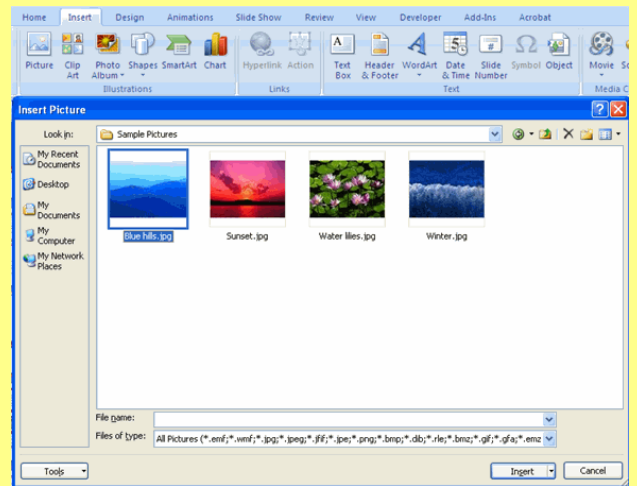 Home Insert Design Animations Slide Show Review View Developer Add-Ins Acrobat
Picture Clip Art Photo Album Shapes SmartArt Chart Hyperlink Action Text Box Header & Footer WordArt Date & Time Slide Number Symbol Object Movie
Illustrations Links Text Media C
Insert Picture
Look in: Sample Pictures
My Recent Documents
Desktop
My Documents
My Computer
My Network Places
Blue hills.jpg Sunset.jpg Water lilies.jpg Winter.jpg
File name:
Files of type: All Pictures (*.emf;*.wmf;*.jpg;*.jpeg;*.jfif;*.jpe;*.png;*.bmp;*.dib;*.rle;*.bmz;*.gif;*.gfa;*.emz
Tools Insert Cancel